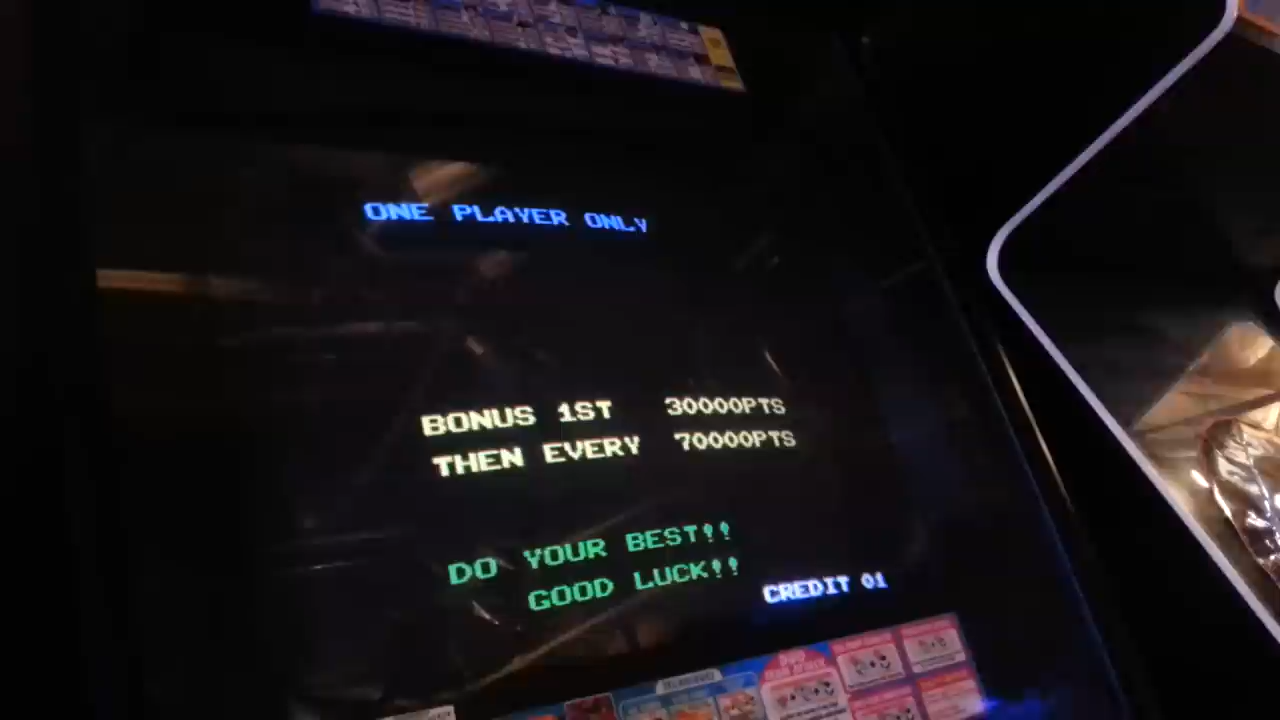 ONE PLAYER ONLY
BONUS 1ST 30000PTS
THEN EVERY 70000PTS
DO YOUR BEST!!
GOOD LUCK!!
CREDIT 01